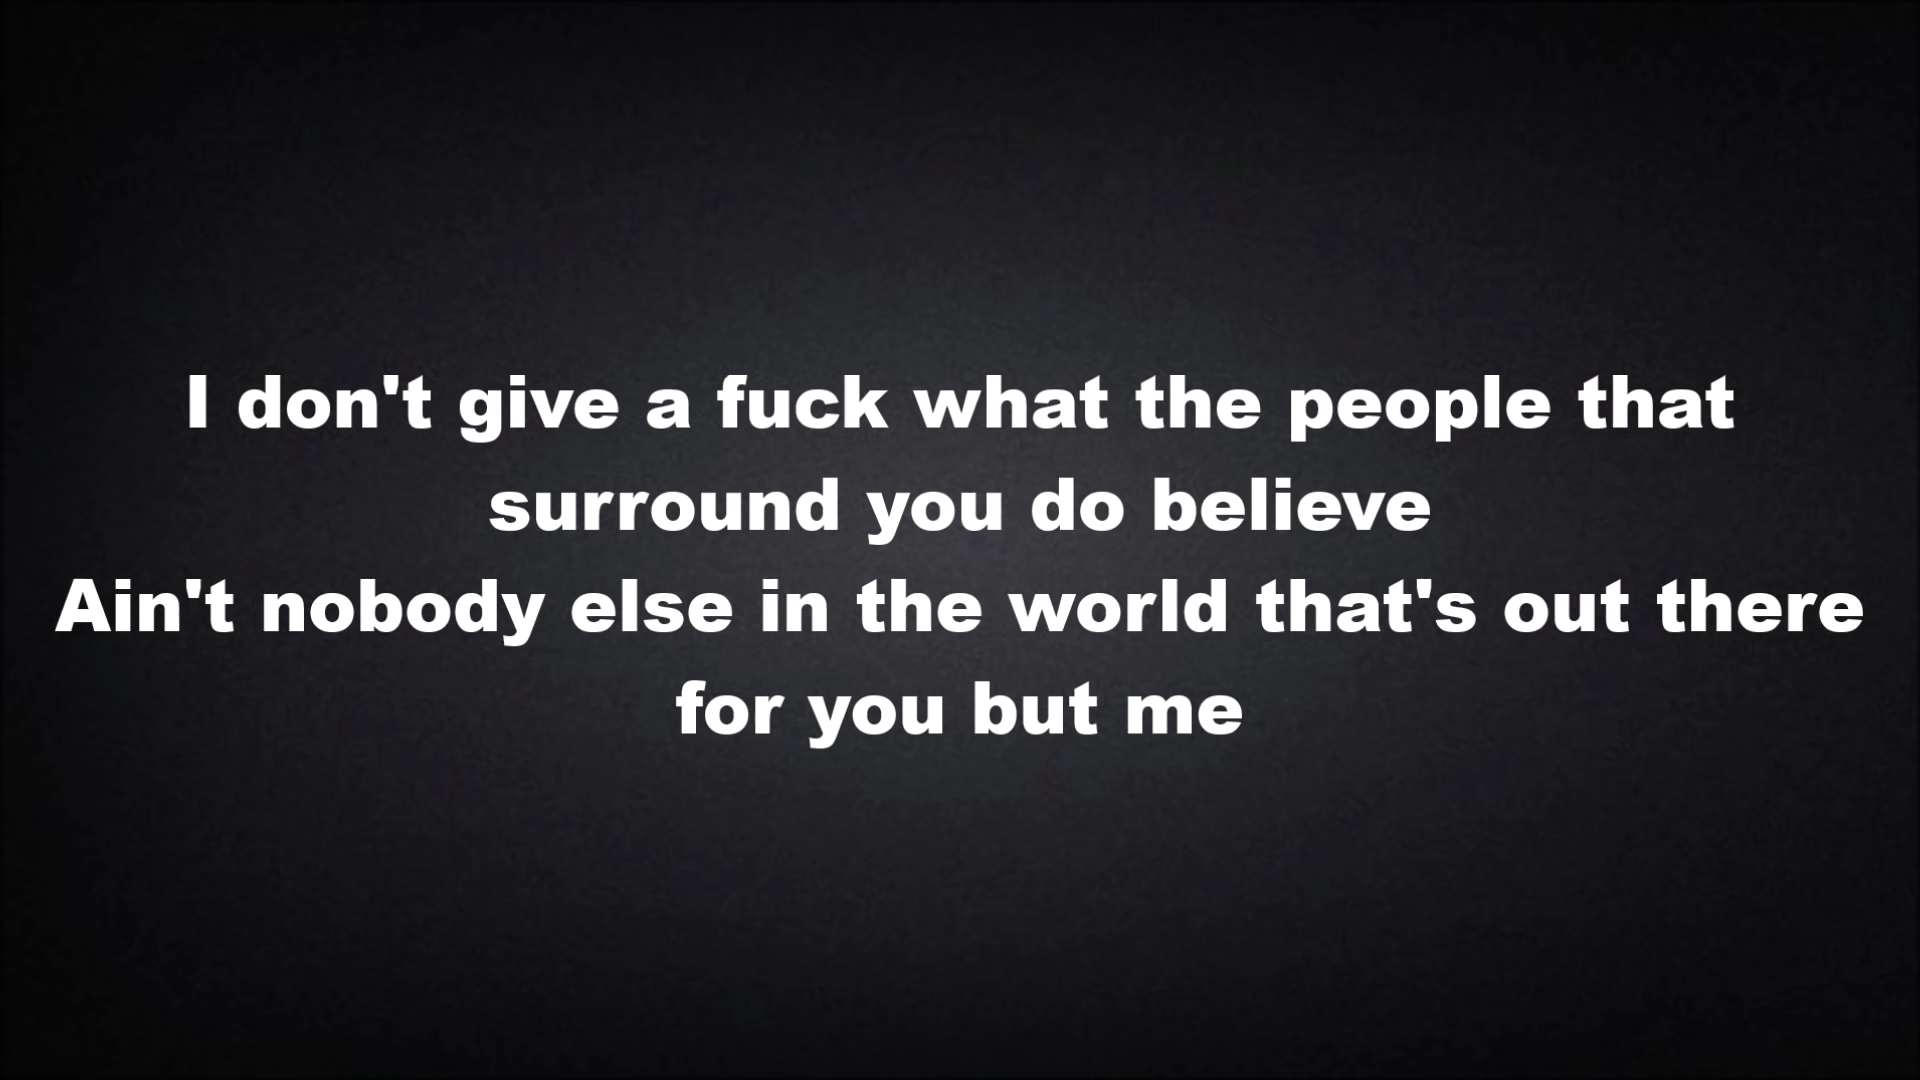 I don't give a fuck what the people that
surround you do believe
Ain't nobody else in the world that's out there
for you but me